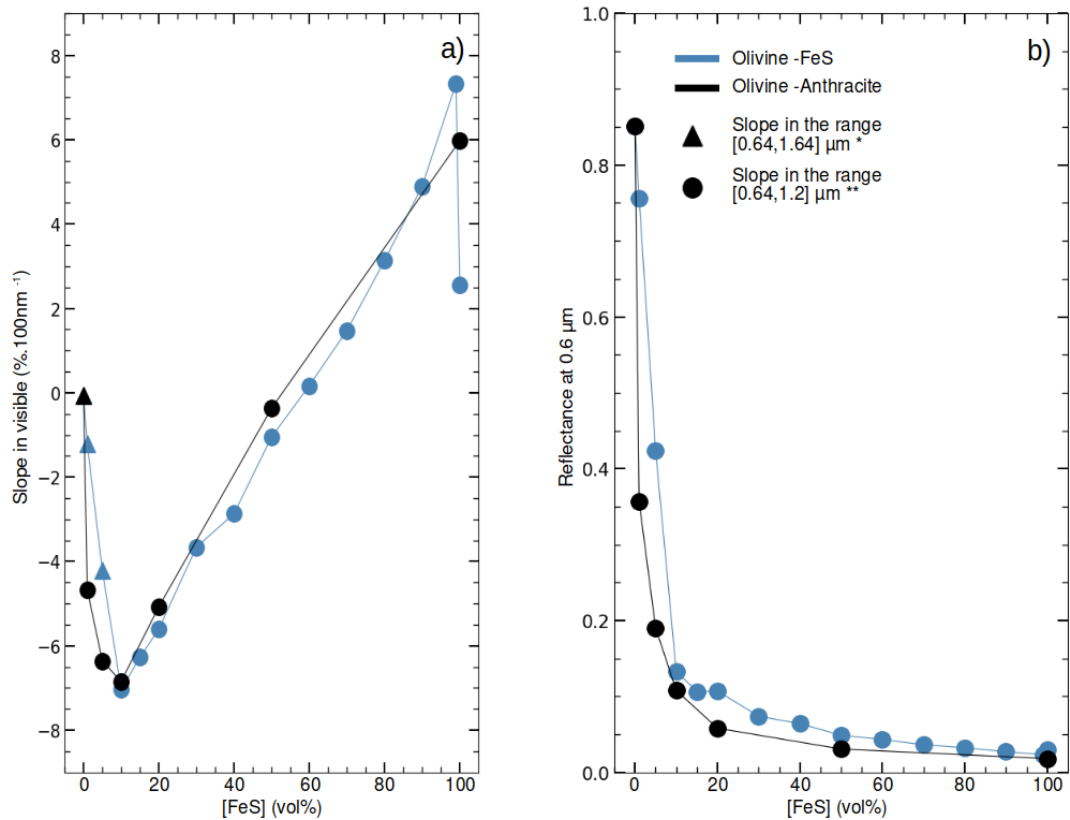 a)
8
6
4
2
0
−2
−4
−6
−8
0
20
40
60
80
100
Slope in visible (%.100nm⁻¹)
[FeS] (vol%)
b)
1.0
0.8
0.6
0.4
0.2
0.0
0
20
40
60
80
100
Reflectance at 0.6 µm
[FeS] (vol%)
Olivine -FeS
Olivine -Anthracite
Slope in the range
[0.64,1.64] µm *
Slope in the range
[0.64,1.2] µm **